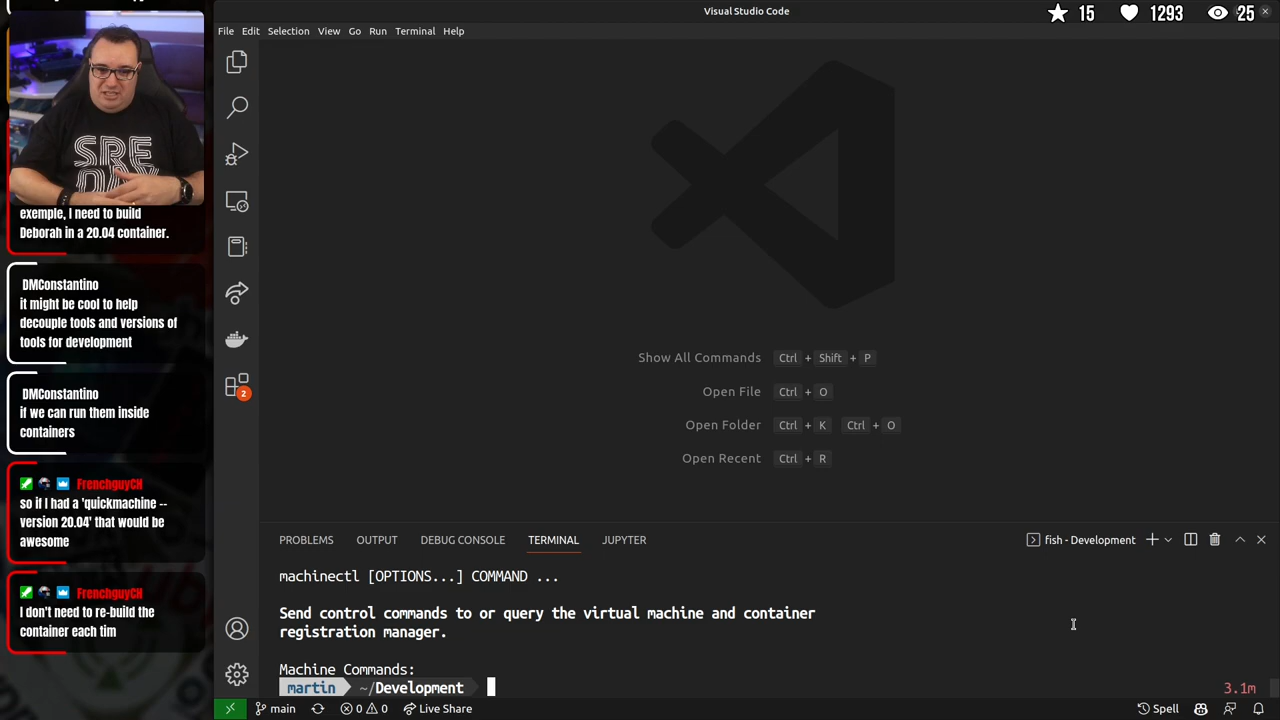 Visual Studio Code
15
1293
25
File Edit Selection View Go Run Terminal Help
SRE
DAY
exemple, I need to build
Deborah in a 20.04 container.
DMConstantino
it might be cool to help
decouple tools and versions of
tools for development
DMConstantino
if we can run them inside
containers
FrenchguyCH
so if I had a 'quickmachine --
version 20.04' that would be
awesome
FrenchguyCH
I don't need to re-build the
container each tim
2
Show All Commands Ctrl + Shift + P
Open File Ctrl + O
Open Folder Ctrl + K Ctrl + O
Open Recent Ctrl + R
PROBLEMS OUTPUT DEBUG CONSOLE TERMINAL JUPYTER
fish - Development
machinectl [OPTIONS...] COMMAND ...
Send control commands to or query the virtual machine and container
registration manager.
Machine Commands:
martin ~/Development
3.1m
main 0 0 Live Share
Spell